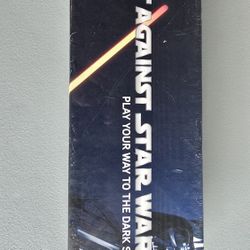 AGAINST STAR WAR
PLAY YOUR WAY TO THE DARK S